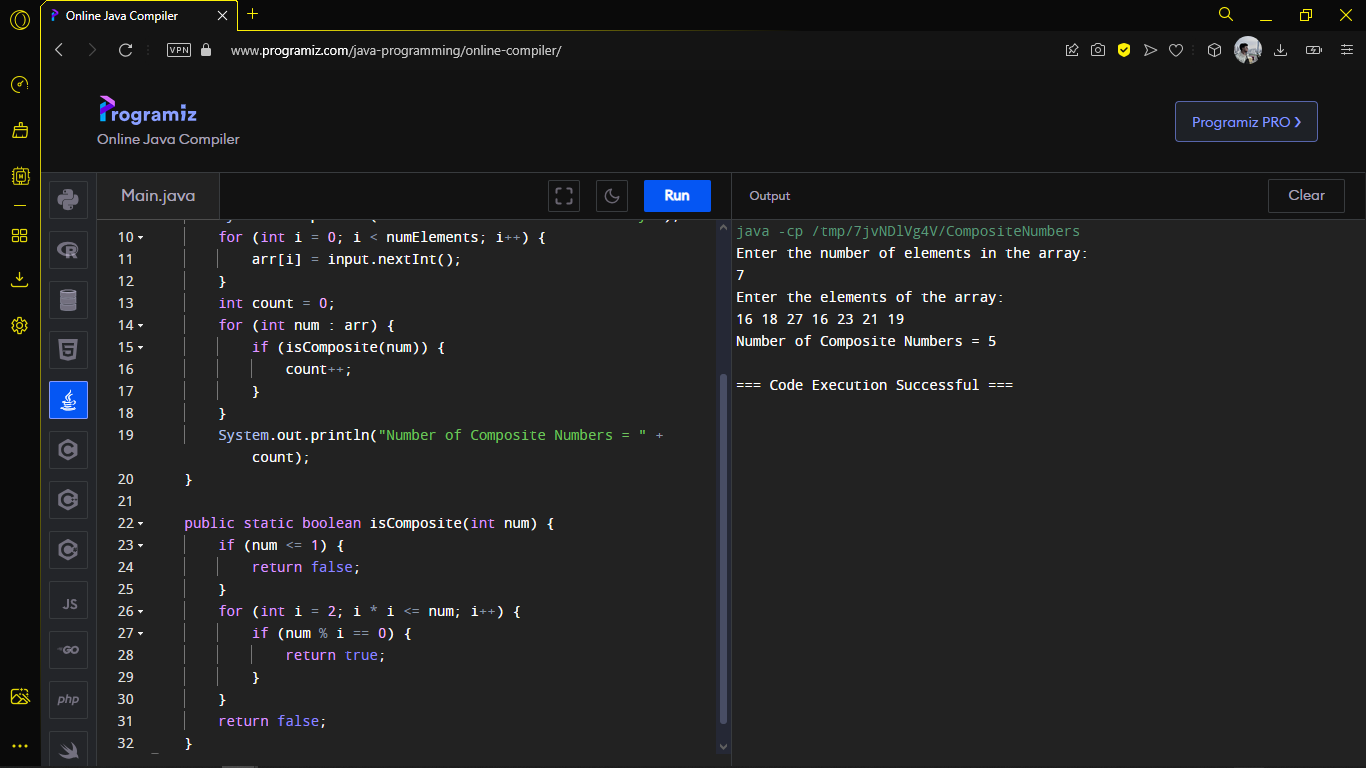 Online Java Compiler
VPN
www.programiz.com/java-programming/online-compiler/
Programiz
Online Java Compiler
Programiz PRO ❯
Main.java
Run
Output
Clear
10
for (int i = 0; i < numElements; i++) {
11
arr[i] = input.nextInt();
12
}
13
int count = 0;
14
for (int num : arr) {
15
if (isComposite(num)) {
16
count++;
17
}
18
}
19
System.out.println("Number of Composite Numbers = " +
count);
20
}
21
22
public static boolean isComposite(int num) {
23
if (num <= 1) {
24
return false;
25
}
26
for (int i = 2; i * i <= num; i++) {
27
if (num % i == 0) {
28
return true;
29
}
30
}
31
return false;
32
}
java -cp /tmp/7jvNDlVg4V/CompositeNumbers
Enter the number of elements in the array:
7
Enter the elements of the array:
16 18 27 16 23 21 19
Number of Composite Numbers = 5
=== Code Execution Successful ===
JS
GO
php